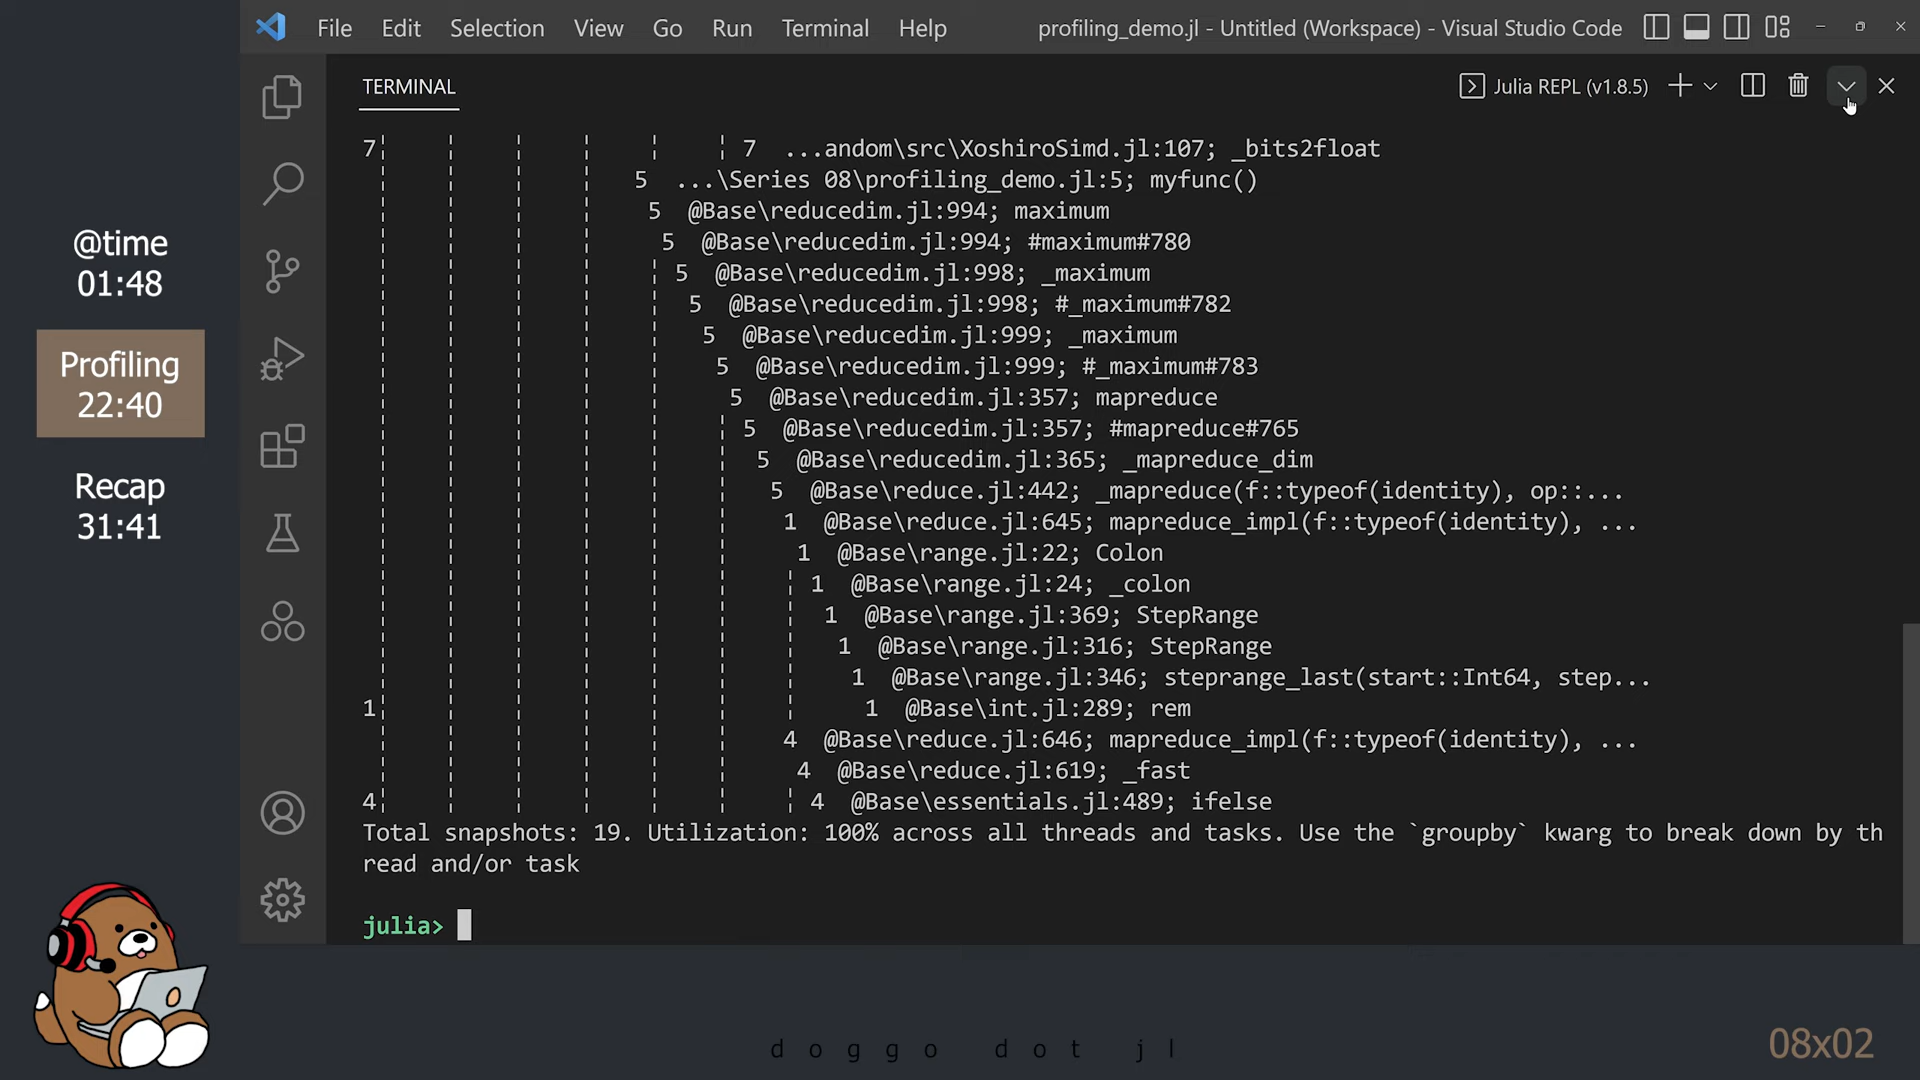 File Edit Selection View Go Run Terminal Help profiling_demo.jl - Untitled (Workspace) - Visual Studio Code
TERMINAL
Julia REPL (v1.8.5)
@time
01:48
Profiling
22:40
Recap
31:41
7¦ ¦ ¦ ¦ ¦ ¦ 7 ...andom\src\XoshiroSimd.jl:107; _bits2float
¦ ¦ ¦ ¦ 5 ...\Series 08\profiling_demo.jl:5; myfunc()
¦ ¦ ¦ ¦ 5 @Base\reducedim.jl:994; maximum
¦ ¦ ¦ ¦ 5 @Base\reducedim.jl:994; #maximum#780
¦ ¦ ¦ ¦ ¦ 5 @Base\reducedim.jl:998; _maximum
¦ ¦ ¦ ¦ ¦ 5 @Base\reducedim.jl:998; #_maximum#782
¦ ¦ ¦ ¦ ¦ 5 @Base\reducedim.jl:999; _maximum
¦ ¦ ¦ ¦ ¦ 5 @Base\reducedim.jl:999; #_maximum#783
¦ ¦ ¦ ¦ ¦ 5 @Base\reducedim.jl:357; mapreduce
¦ ¦ ¦ ¦ ¦ ¦ 5 @Base\reducedim.jl:357; #mapreduce#765
¦ ¦ ¦ ¦ ¦ ¦ 5 @Base\reducedim.jl:365; _mapreduce_dim
¦ ¦ ¦ ¦ ¦ ¦ 5 @Base\reduce.jl:442; _mapreduce(f::typeof(identity), op::...
¦ ¦ ¦ ¦ ¦ ¦ 1 @Base\reduce.jl:645; mapreduce_impl(f::typeof(identity), ...
¦ ¦ ¦ ¦ ¦ ¦ 1 @Base\range.jl:22; Colon
¦ ¦ ¦ ¦ ¦ ¦ ¦ 1 @Base\range.jl:24; _colon
¦ ¦ ¦ ¦ ¦ ¦ ¦ 1 @Base\range.jl:369; StepRange
¦ ¦ ¦ ¦ ¦ ¦ ¦ 1 @Base\range.jl:316; StepRange
¦ ¦ ¦ ¦ ¦ ¦ ¦ 1 @Base\range.jl:346; steprange_last(start::Int64, step...
1¦ ¦ ¦ ¦ ¦ ¦ ¦ 1 @Base\int.jl:289; rem
¦ ¦ ¦ ¦ ¦ ¦ 4 @Base\reduce.jl:646; mapreduce_impl(f::typeof(identity), ...
¦ ¦ ¦ ¦ ¦ ¦ 4 @Base\reduce.jl:619; _fast
4¦ ¦ ¦ ¦ ¦ ¦ ¦ 4 @Base\essentials.jl:489; ifelse
Total snapshots: 19. Utilization: 100% across all threads and tasks. Use the `groupby` kwarg to break down by th
read and/or task
julia>
doggo dot jl
08x02